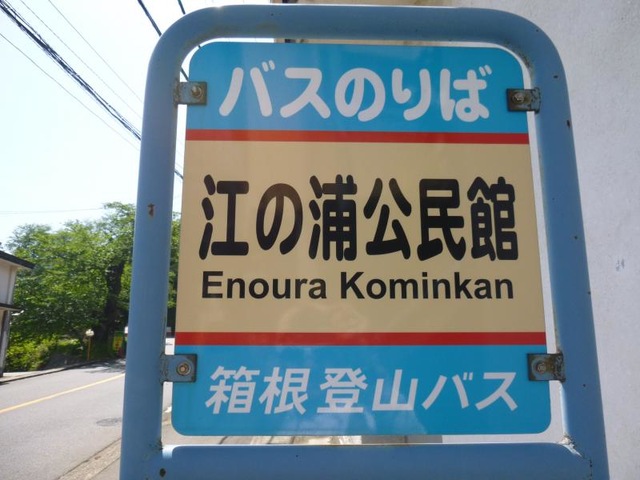 バスのりば
江の浦公民館
Enoura Kominkan
箱根登山バス